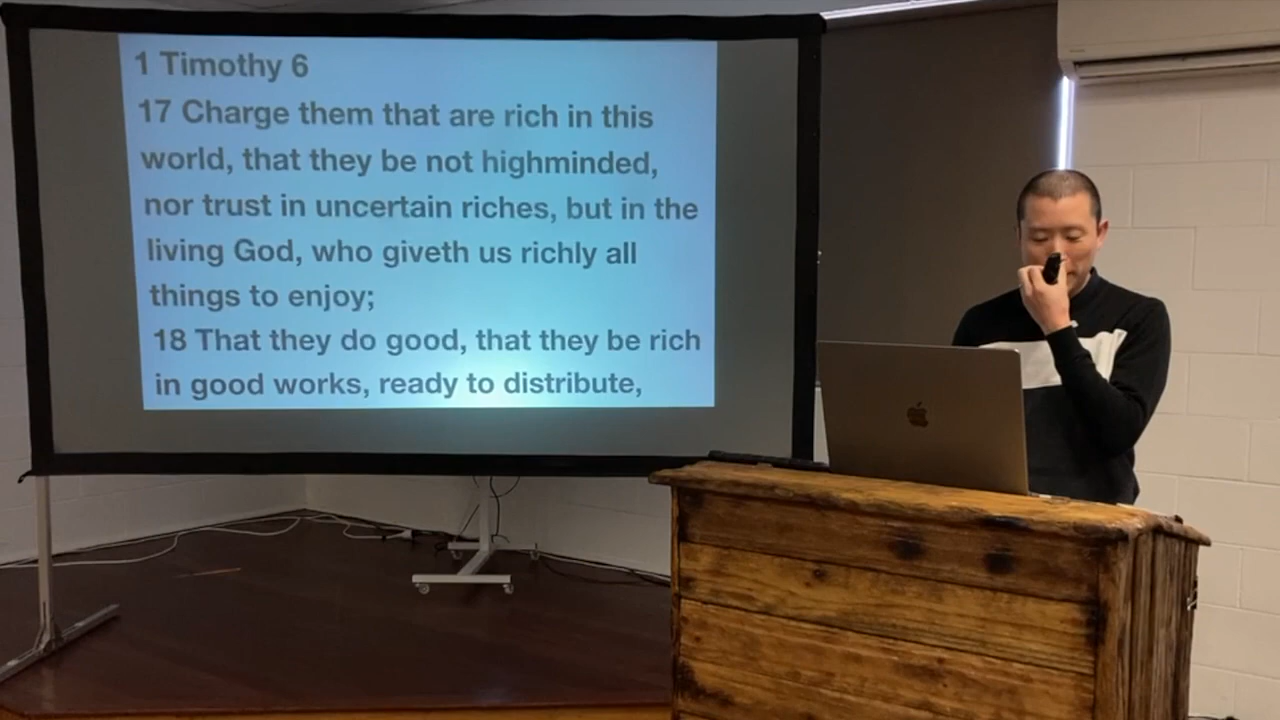 1 Timothy 6
17 Charge them that are rich in this
world, that they be not highminded,
nor trust in uncertain riches, but in the
living God, who giveth us richly all
things to enjoy;
18 That they do good, that they be rich
in good works, ready to distribute,